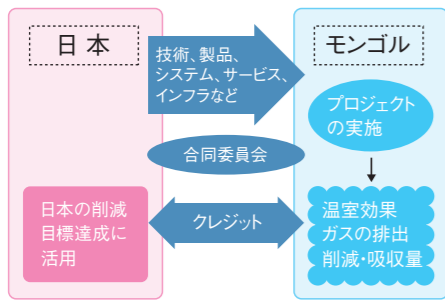 日本
技術、製品、
システム、サービス、
インフラなど
モンゴル
プロジェクト
の実施
合同委員会
日本の削減
目標達成に
活用
クレジット
温室効果
ガスの排出
削減・吸収量